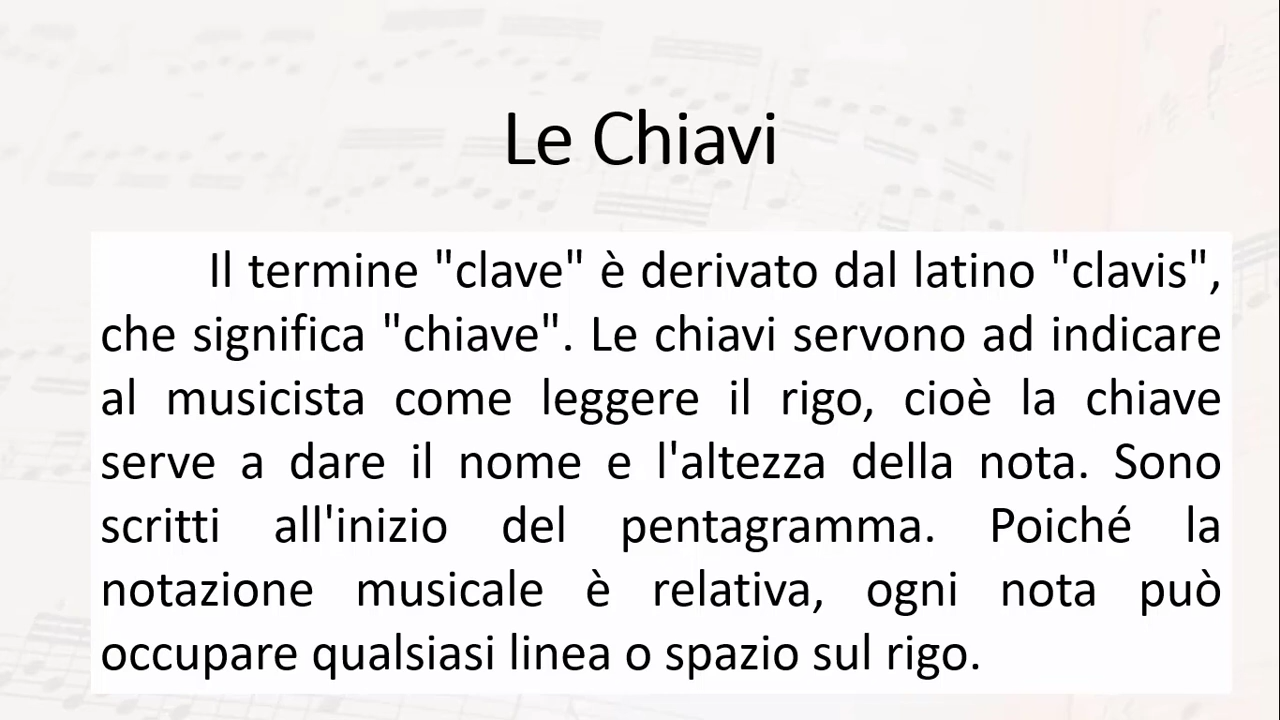 Le Chiavi
Il termine "clave" è derivato dal latino "clavis",
che significa "chiave". Le chiavi servono ad indicare
al musicista come leggere il rigo, cioè la chiave
serve a dare il nome e l'altezza della nota. Sono
scritti all'inizio del pentagramma. Poiché la
notazione musicale è relativa, ogni nota può
occupare qualsiasi linea o spazio sul rigo.